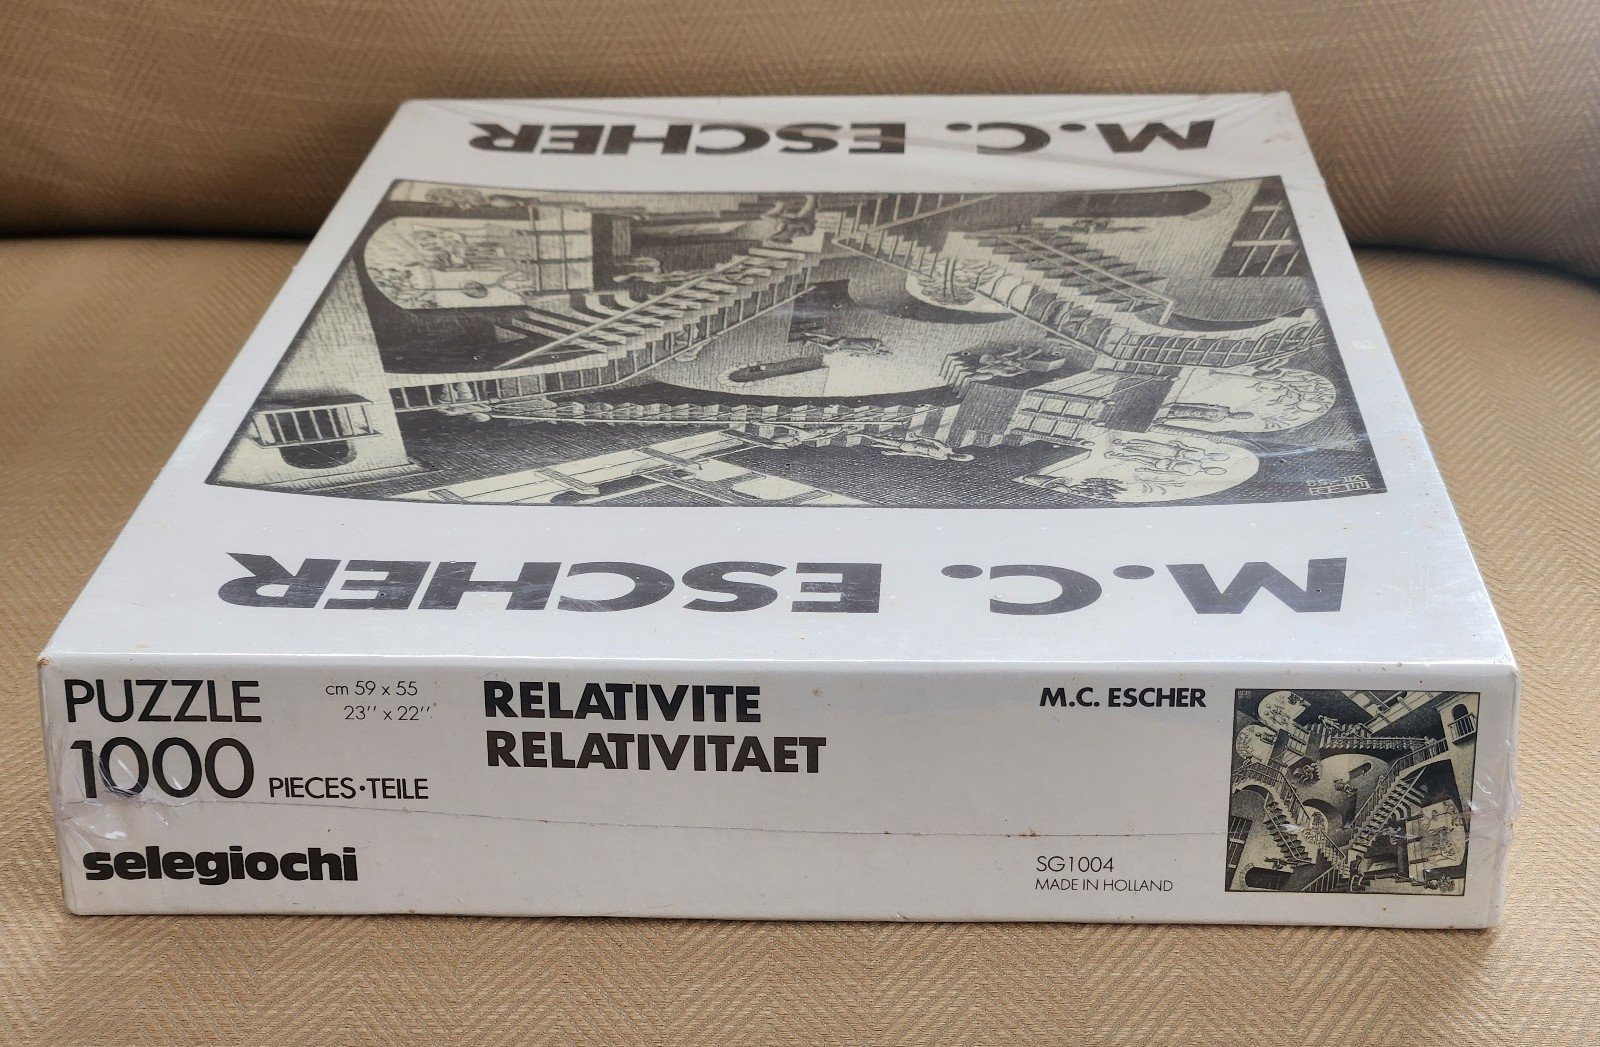 M.C. ESCHER
M.C. ESCHER
PUZZLE
1000 PIECES•TEILE
cm 59 x 55
23'' x 22''
RELATIVITE
RELATIVITAET
M.C. ESCHER
selegiochi
SG1004
MADE IN HOLLAND